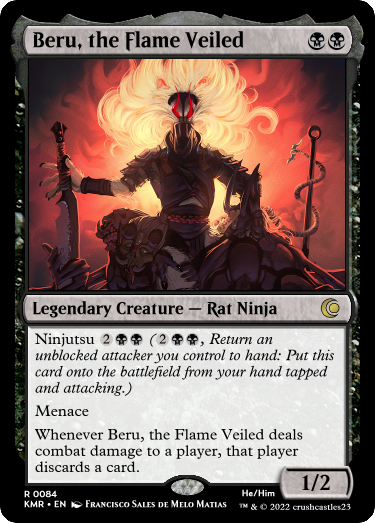 Beru, the Flame Veiled
Legendary Creature — Rat Ninja
Ninjutsu 2 (2, Return an
unblocked attacker you control to hand: Put this
card onto the battlefield from your hand tapped
and attacking.)
Menace
Whenever Beru, the Flame Veiled deals
combat damage to a player, that player
discards a card.
1/2
R 0084
KMR • EN Francisco Sales de Melo Matias
He/Him
™ & © 2022 crushcastles23